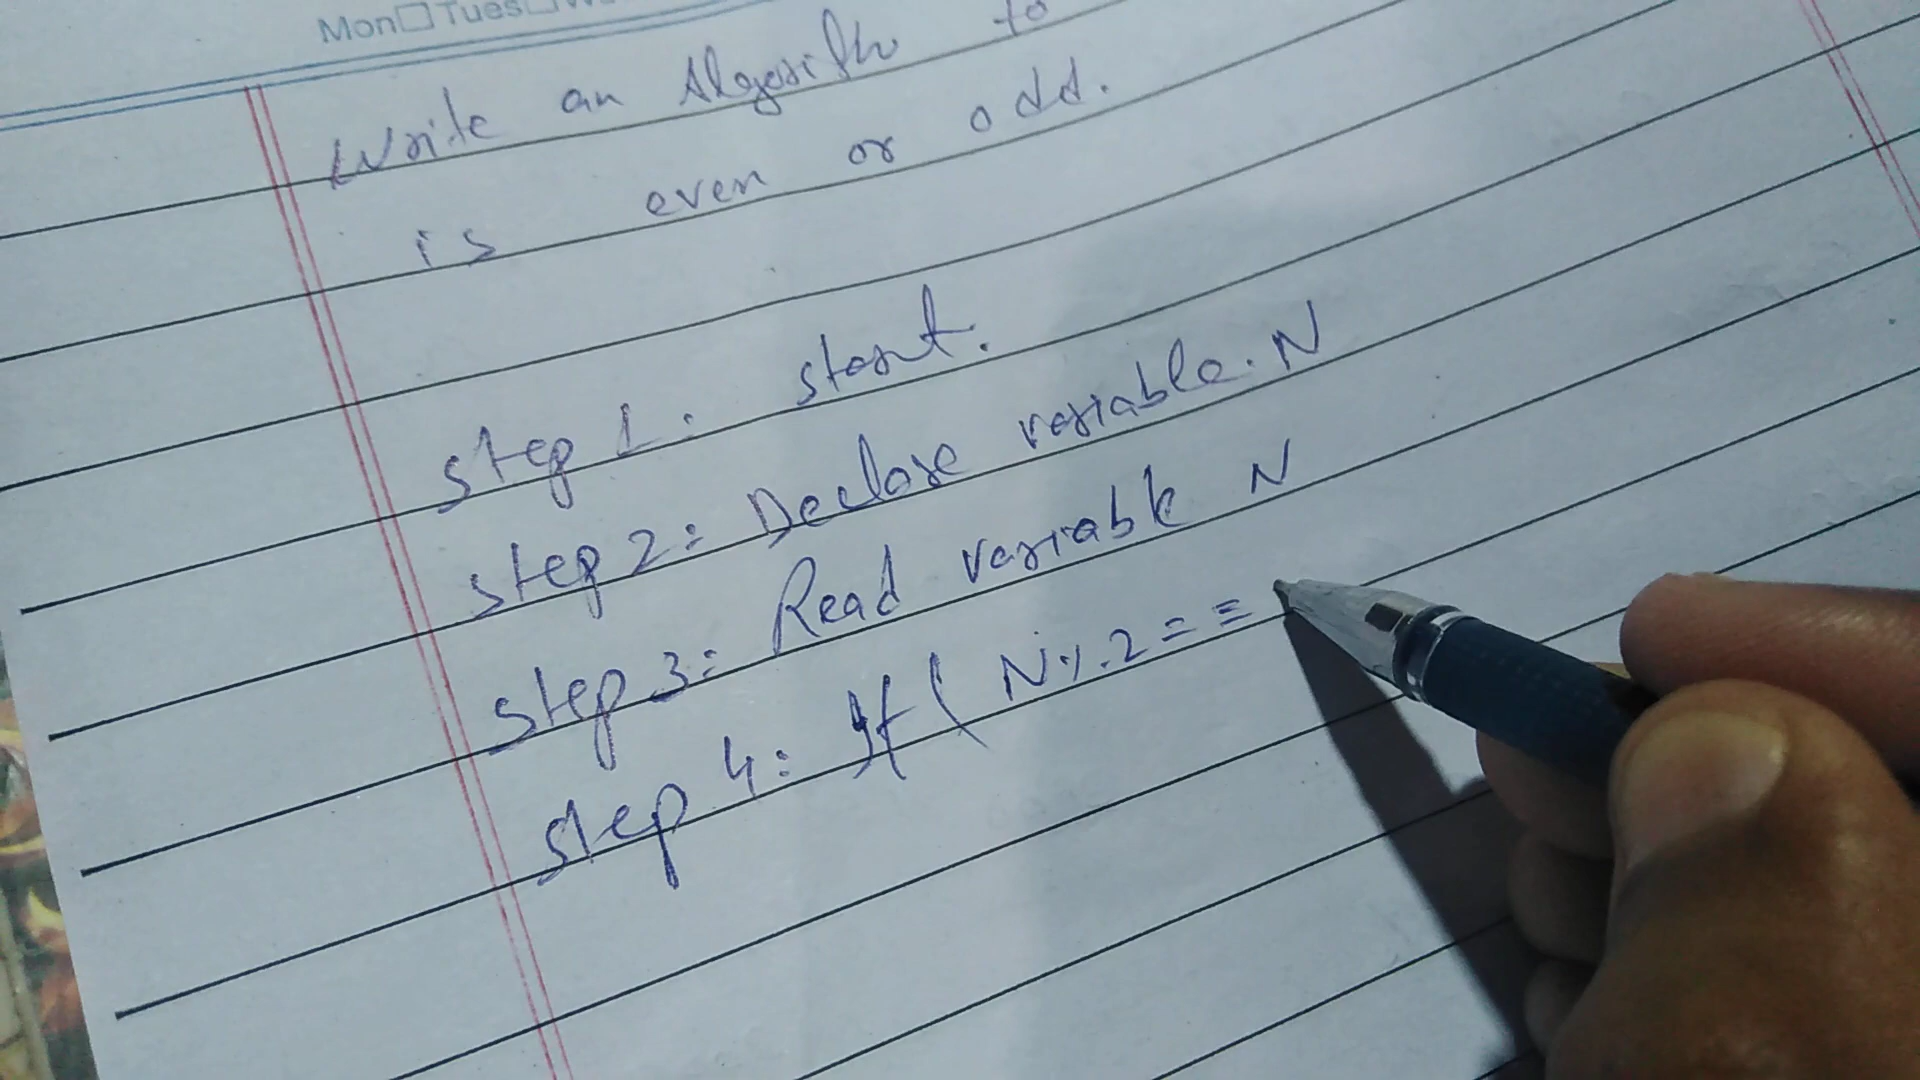 Mon Tues
Write an Algorithm to
is even or odd.
step 1: start.
step 2: Declare variable. N
step 3: Read variable N
step 4: If ( N % 2 = =